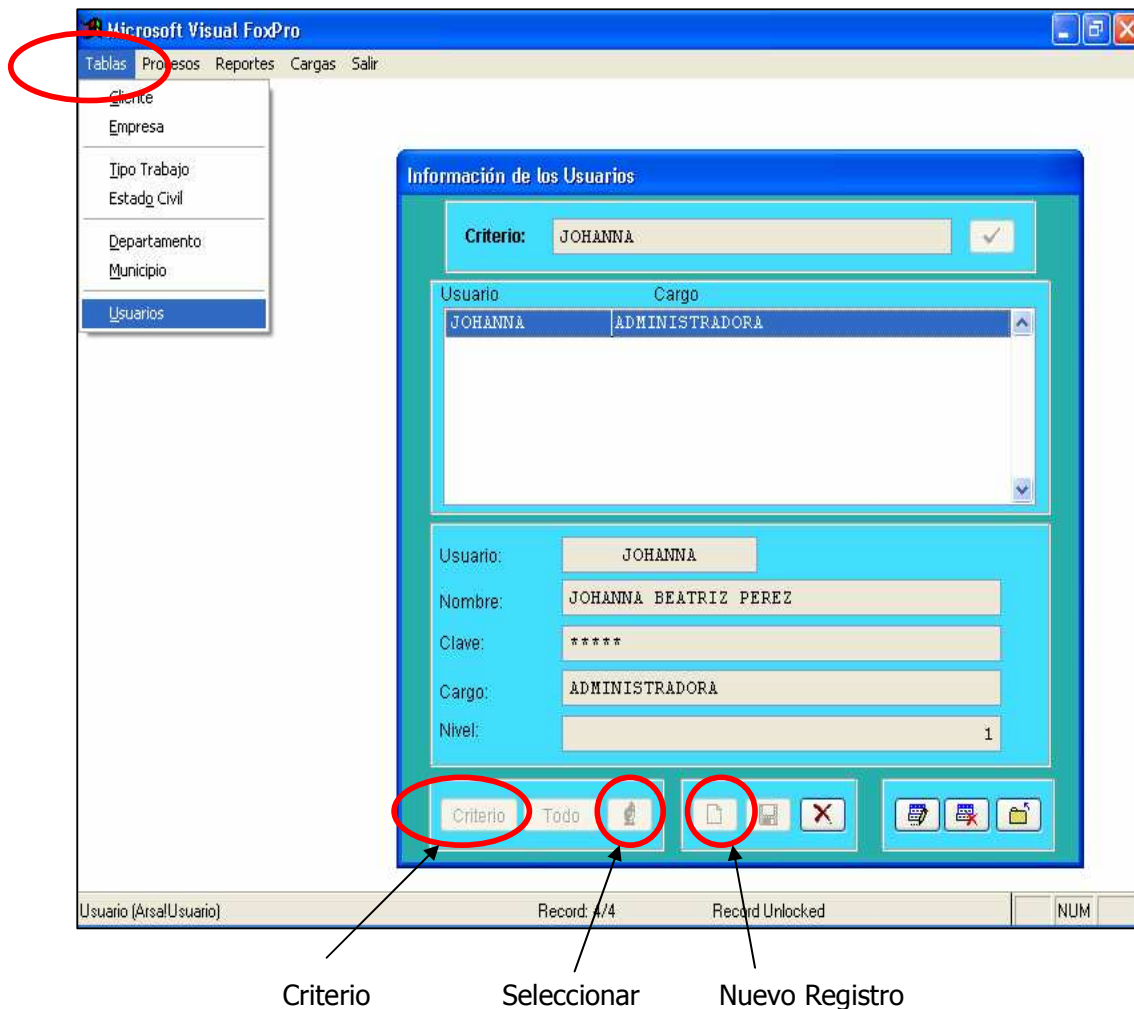 Microsoft Visual FoxPro
Tablas Procesos Reportes Cargas Salir
Cliente
Empresa
Tipo Trabajo
Estado Civil
Departamento
Municipio
Usuarios
Información de los Usuarios
Criterio: JOHANNA
Usuario Cargo
JOHANNA ADMINISTRADORA
Usuario: JOHANNA
Nombre: JOHANNA BEATRIZ PEREZ
Clave: *****
Cargo: ADMINISTRADORA
Nivel: 1
Criterio Todo
Usuario (Arsa!Usuario) Record: 4/4 Record Unlocked NUM
Criterio Seleccionar Nuevo Registro